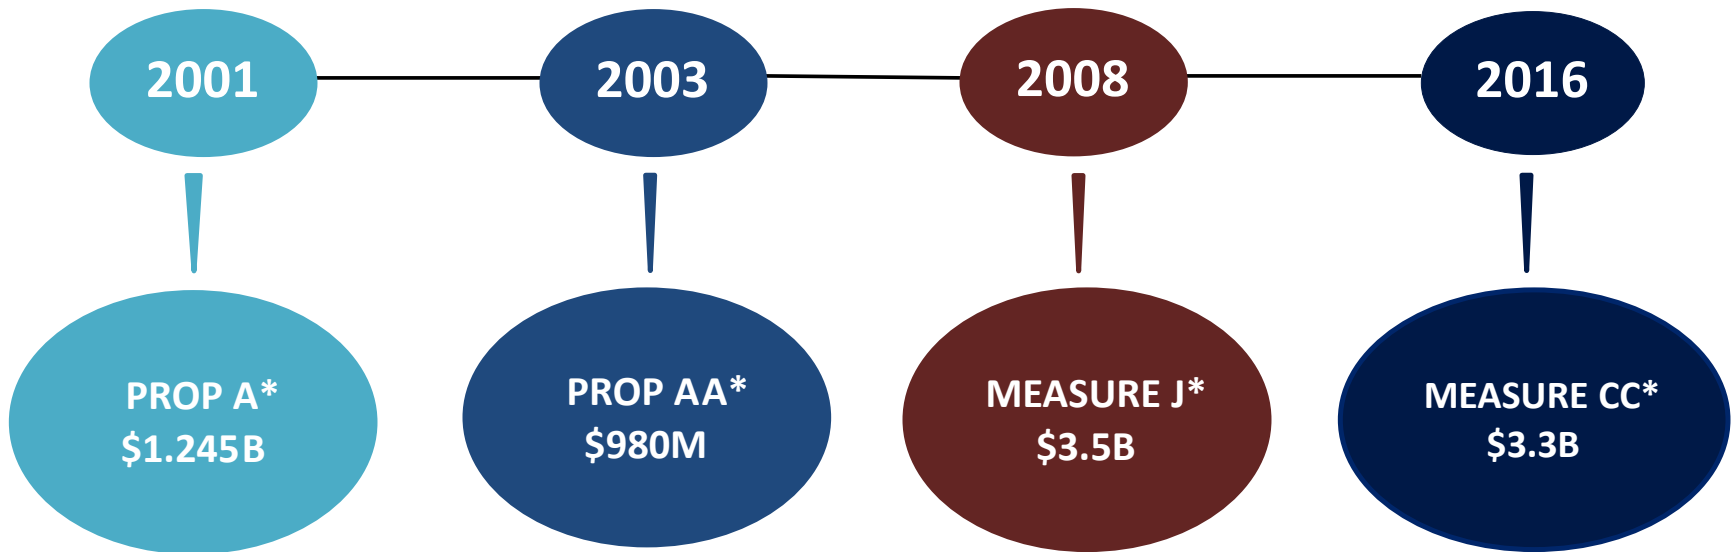 2001
2003
2008
2016
PROP A*
$1.245B
PROP AA*
$980M
MEASURE J*
$3.5B
MEASURE CC*
$3.3B